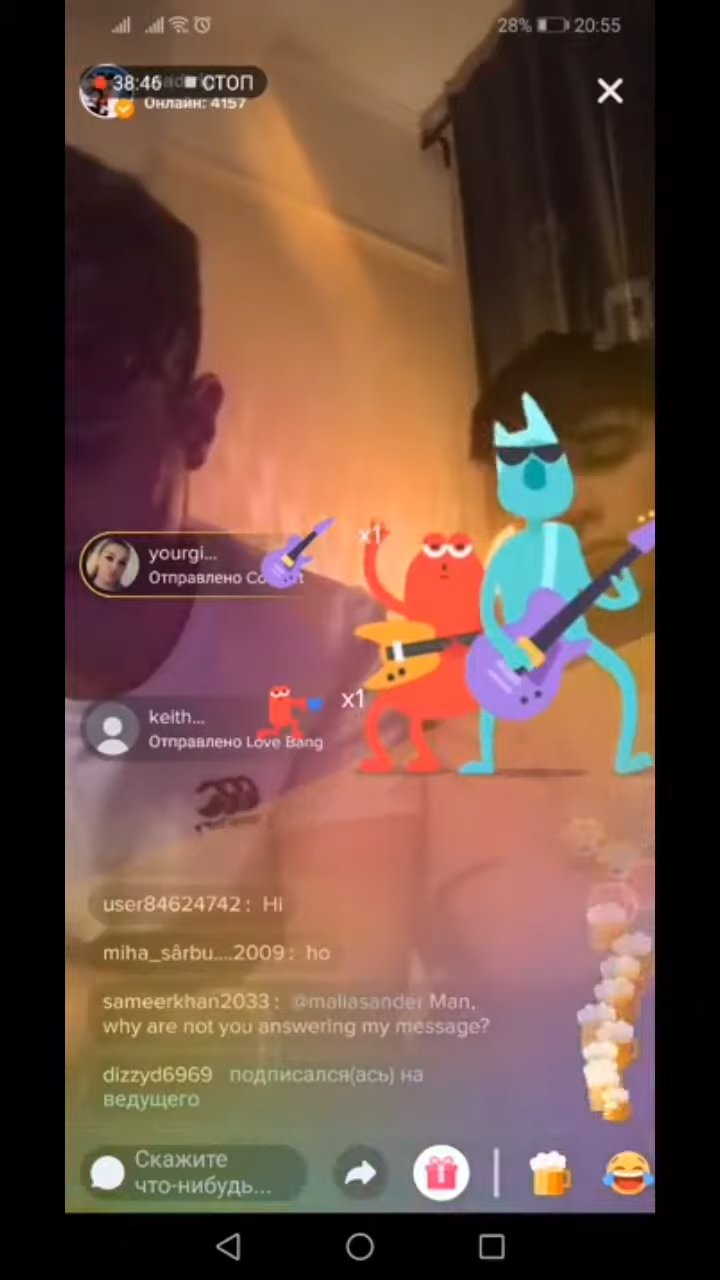 28% 20:55
38:46 СТОП
Онлайн: 4157
yourgi...
x1
Отправлено
keith...
x1
Отправлено Love Bang
user84624742 : Hi
miha_sârbu....2009 : ho
sameerkhan2033 : @maliasander Man,
why are not you answering my message?
dizzyd6969 подписался(ась) на
ведущего
Скажите
что-нибудь...